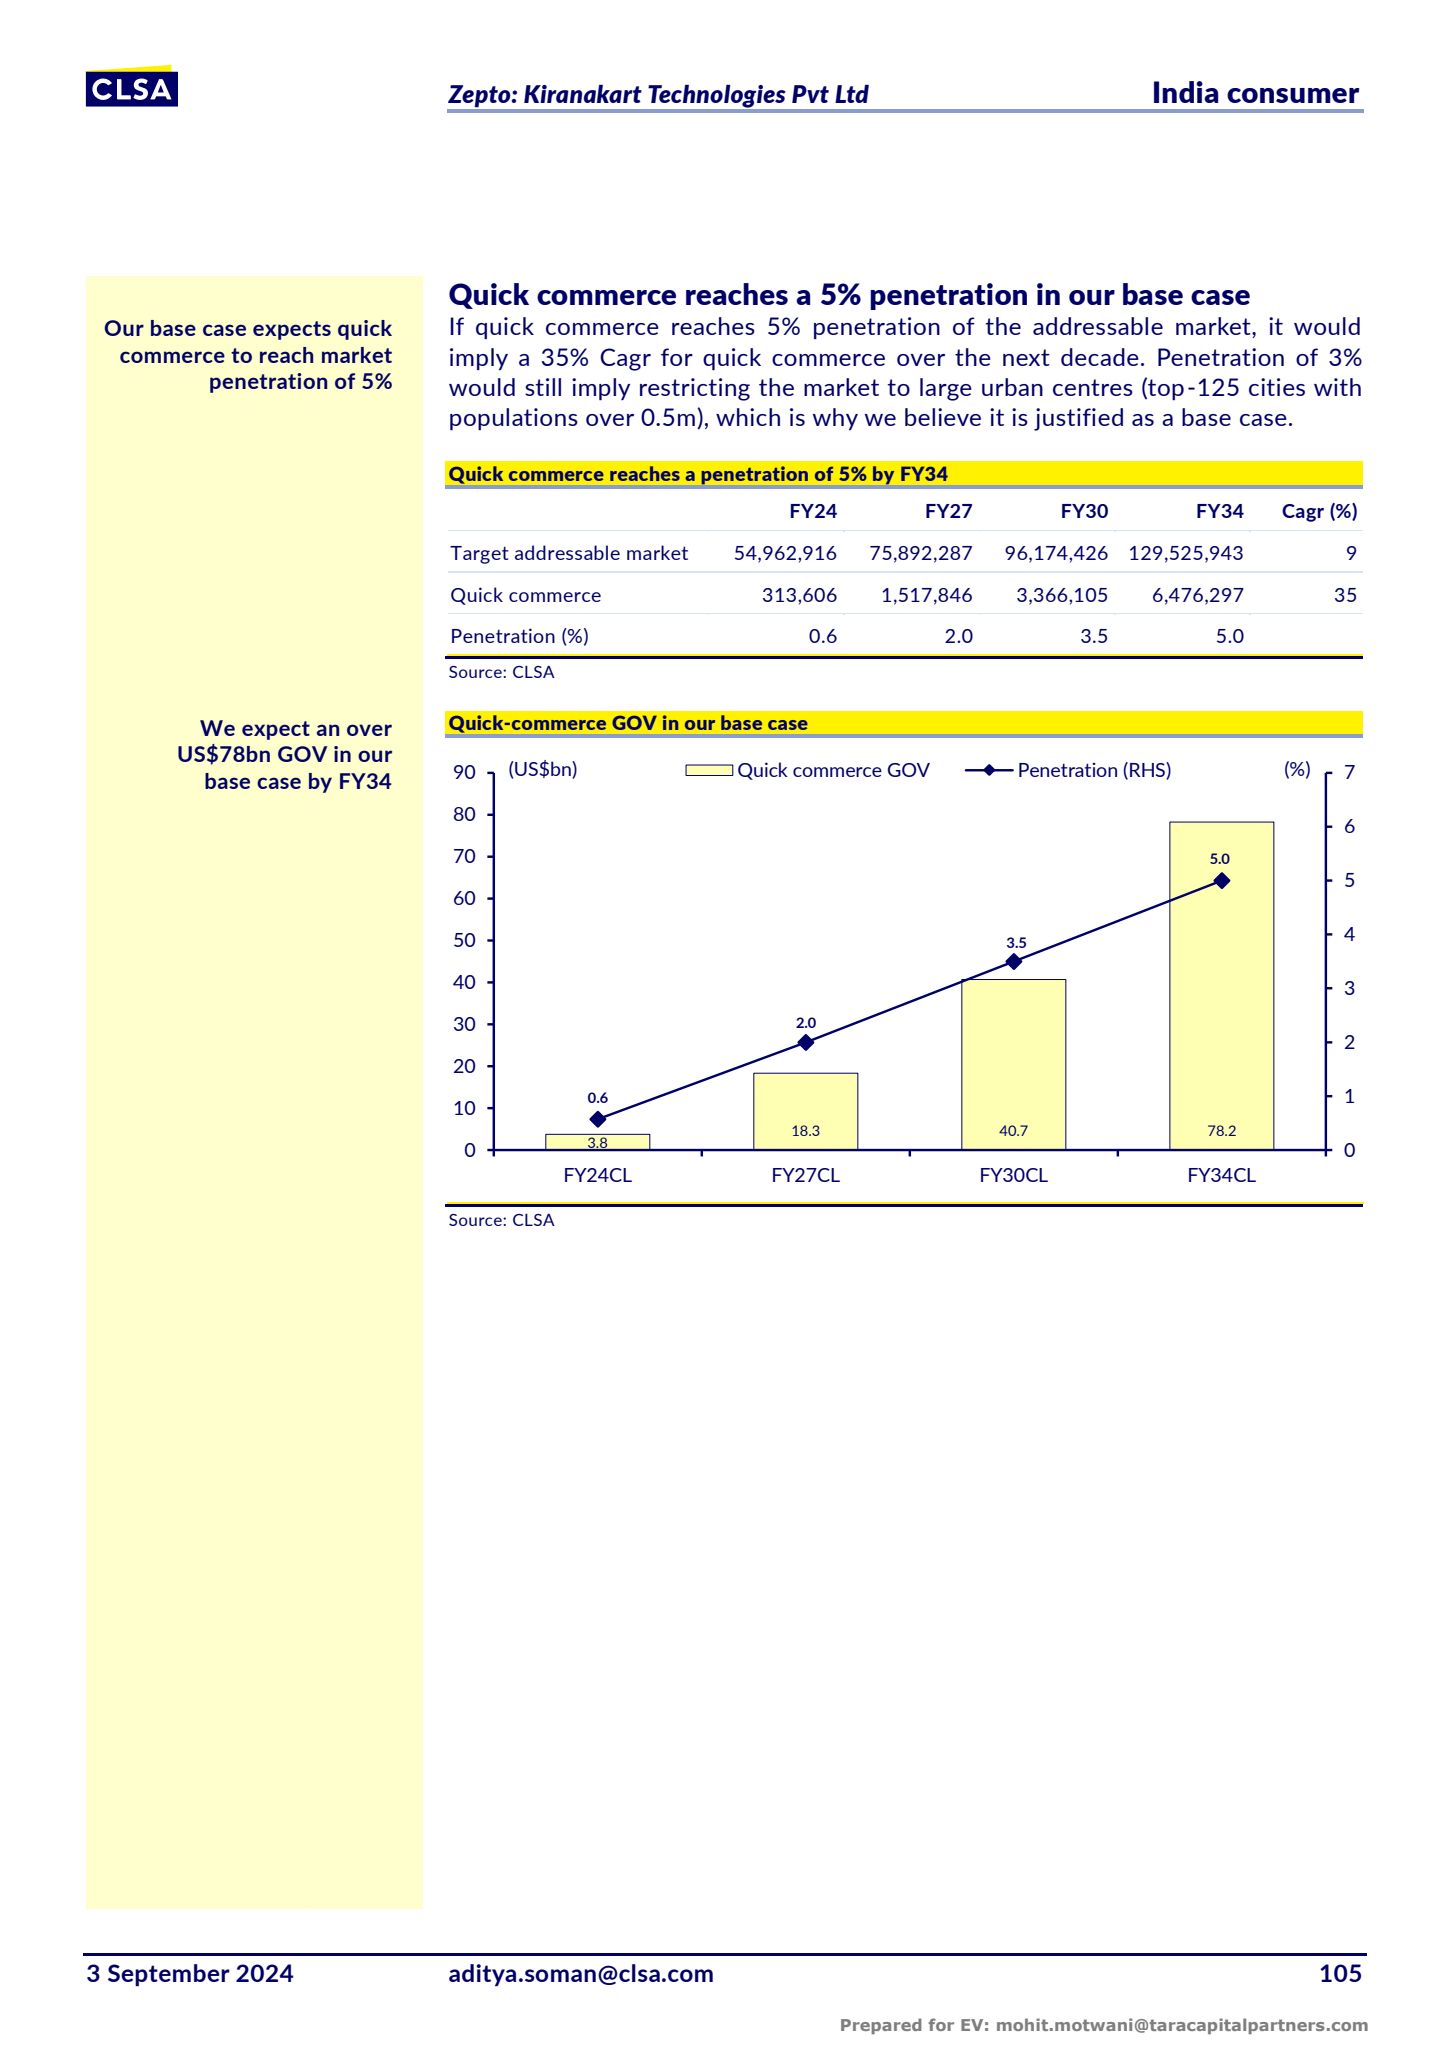 CLSA
Zepto: Kiranakart Technologies Pvt Ltd
India consumer
Our base case expects quick
commerce to reach market
penetration of 5%
Quick commerce reaches a 5% penetration in our base case
If quick commerce reaches 5% penetration of the addressable market, it would
imply a 35% Cagr for quick commerce over the next decade. Penetration of 3%
would still imply restricting the market to large urban centres (top-125 cities with
populations over 0.5m), which is why we believe it is justified as a base case.
Quick commerce reaches a penetration of 5% by FY34
FY24 FY27 FY30 FY34 Cagr (%)
Target addressable market 54,962,916 75,892,287 96,174,426 129,525,943 9
Quick commerce 313,606 1,517,846 3,366,105 6,476,297 35
Penetration (%) 0.6 2.0 3.5 5.0
Source: CLSA
We expect an over
US$78bn GOV in our
base case by FY34
Quick-commerce GOV in our base case
90 (US$bn) Quick commerce GOV Penetration (RHS) (%) 7
80
6
70
5.0
60
5
50
4
3.5
40
3
30
2.0
2
20
10
0.6
1
3.8 18.3 40.7 78.2
0 0
FY24CL FY27CL FY30CL FY34CL
Source: CLSA
3 September 2024 aditya.soman@clsa.com 105
Prepared for EV: mohit.motwani@taracapitalpartners.com